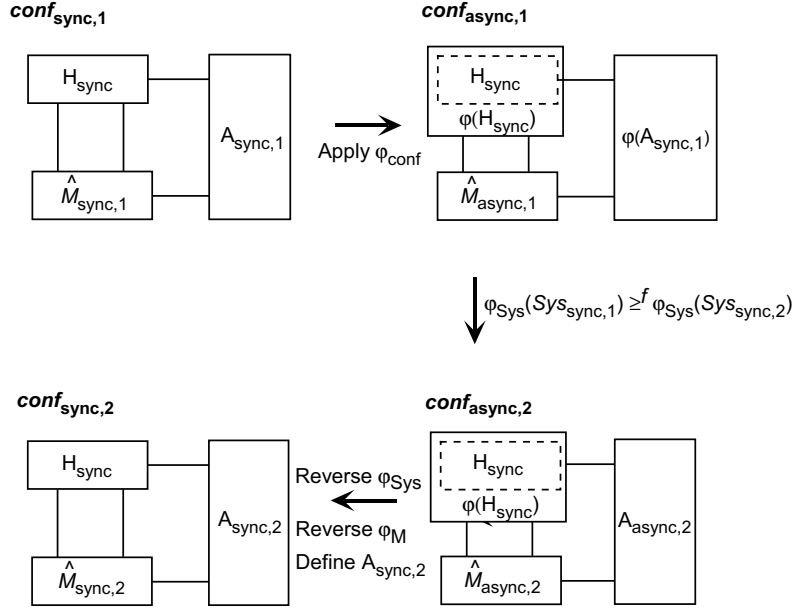 conf_sync,1
conf_async,1
H_sync
A_sync,1
M̂_sync,1
Apply φ_conf
H_sync
φ(H_sync)
φ(A_sync,1)
M̂_async,1
φ_Sys(Sys_sync,1) ≥^f φ_Sys(Sys_sync,2)
conf_sync,2
conf_async,2
H_sync
A_sync,2
M̂_sync,2
Reverse φ_Sys
Reverse φ_M
Define A_sync,2
H_sync
φ(H_sync)
A_async,2
M̂_async,2